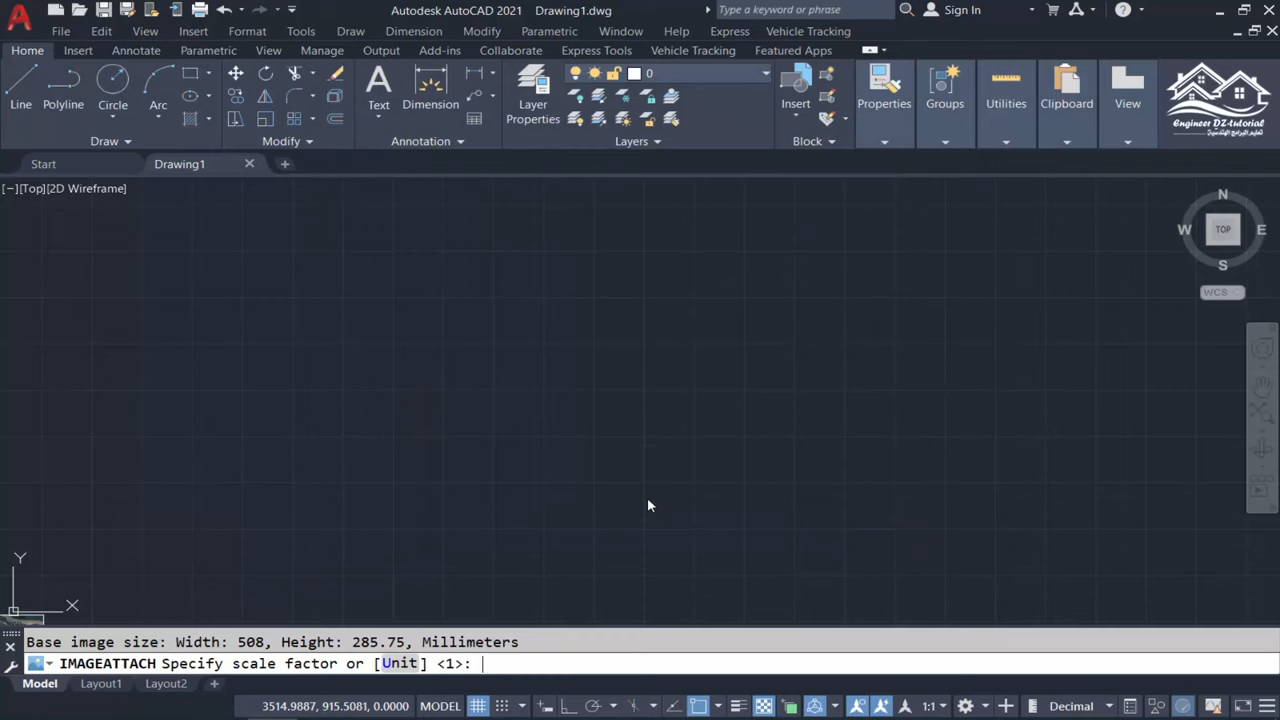 Autodesk AutoCAD 2021 Drawing1.dwg
Type a keyword or phrase
Sign In
File Edit View Insert Format Tools Draw Dimension Modify Parametric Window Help Express Vehicle Tracking
Home Insert Annotate Parametric View Manage Output Add-ins Collaborate Express Tools Vehicle Tracking Featured Apps
0
Line Polyline Circle Arc Text Dimension Layer Properties Insert Properties Groups Utilities Clipboard View
Engineer DZ-tutorial
تعليم البرامج الهندسية
Draw Modify Annotation Layers Block
Start Drawing1
[−][Top][2D Wireframe]
N
W TOP E
S
WCS
Y
X
Base image size: Width: 508, Height: 285.75, Millimeters
IMAGEATTACH Specify scale factor or [Unit] <1>:
Model Layout1 Layout2
3514.9887, 915.5081, 0.0000 MODEL 1:1 Decimal